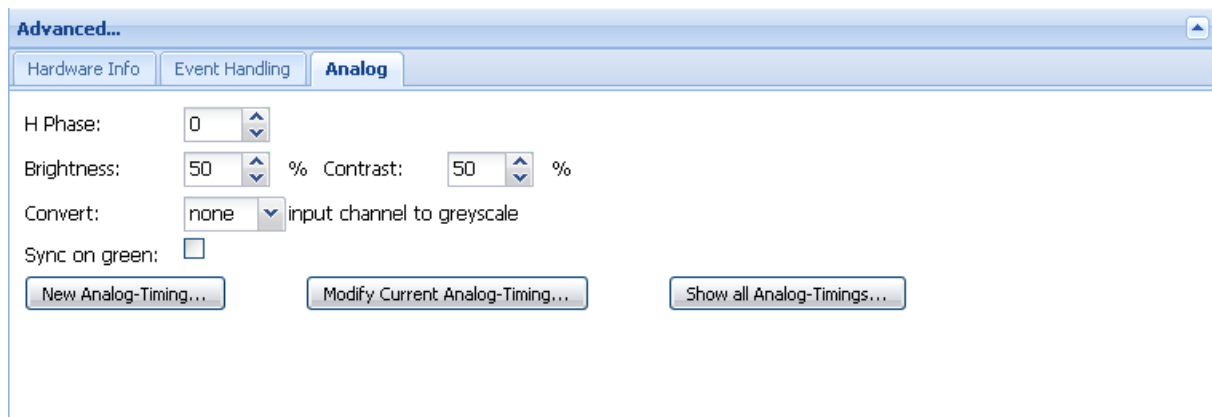 Advanced...
Hardware Info Event Handling Analog
H Phase: 0
Brightness: 50 % Contrast: 50 %
Convert: none input channel to greyscale
Sync on green:
New Analog-Timing... Modify Current Analog-Timing... Show all Analog-Timings...